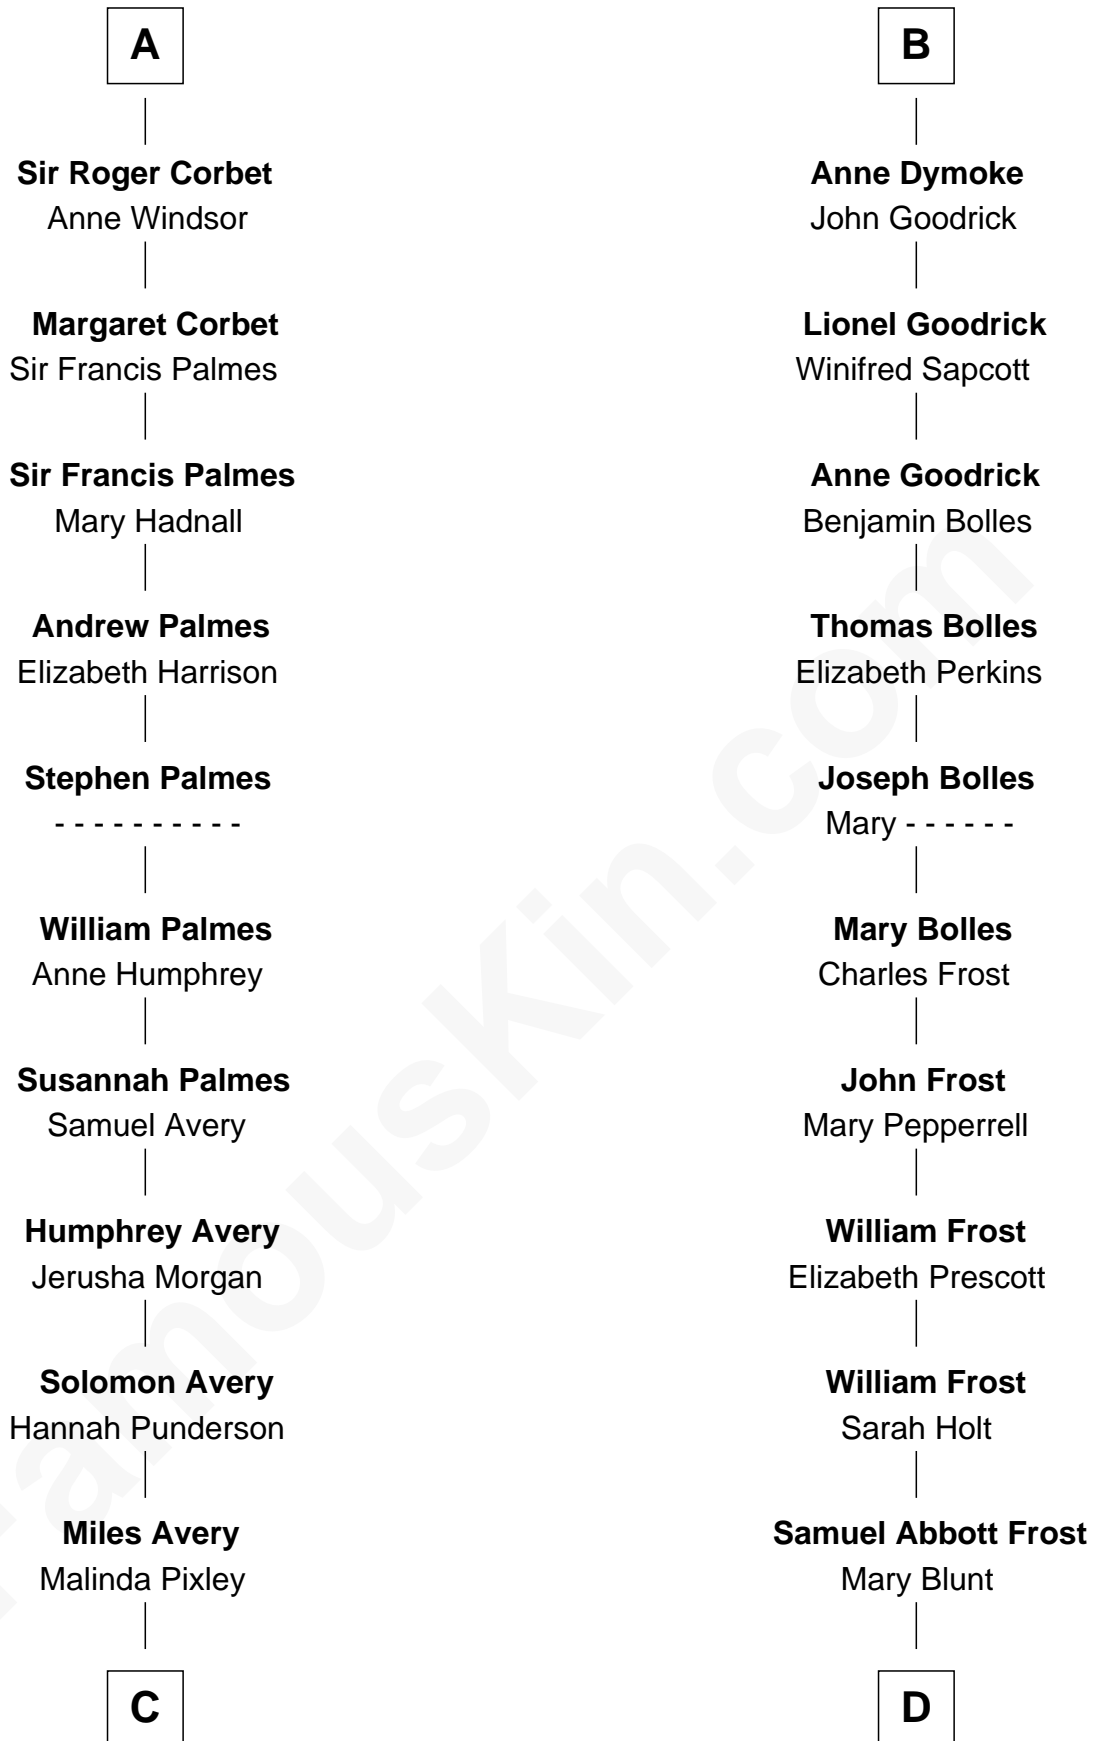 A
Sir Roger Corbet
Anne Windsor
Margaret Corbet
Sir Francis Palmes
Sir Francis Palmes
Mary Hadnall
Andrew Palmes
Elizabeth Harrison
Stephen Palmes
- - - - - - - - - -
William Palmes
Anne Humphrey
Susannah Palmes
Samuel Avery
Humphrey Avery
Jerusha Morgan
Solomon Avery
Hannah Punderson
Miles Avery
Malinda Pixley
C
B
Anne Dymoke
John Goodrick
Lionel Goodrick
Winifred Sapcott
Anne Goodrick
Benjamin Bolles
Thomas Bolles
Elizabeth Perkins
Joseph Bolles
Mary - - - - - -
Mary Bolles
Charles Frost
John Frost
Mary Pepperrell
William Frost
Elizabeth Prescott
William Frost
Sarah Holt
Samuel Abbott Frost
Mary Blunt
D
FamousKin.com